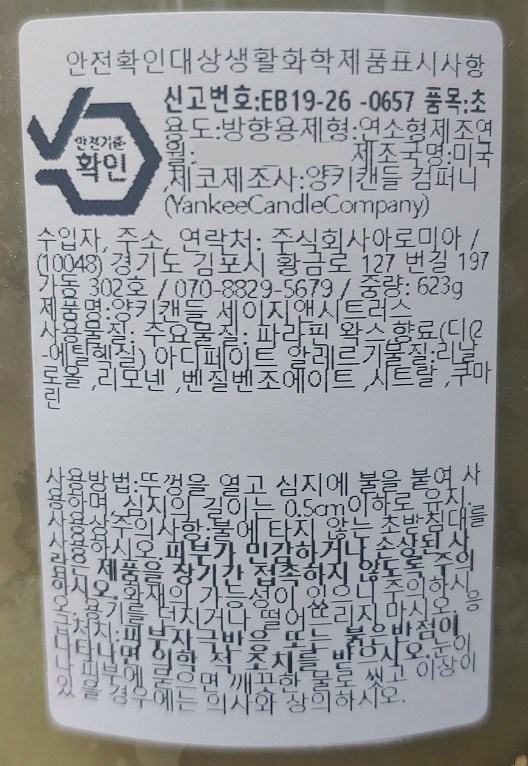 안전확인대상생활화학제품표시사항
안전기준
확인
신고번호:EB19-26 -0657 품목:초
용도:방향용제형:연소형제조연
월: 제조국명:미국
,제코제조사:양키캔들 컴퍼니
(YankeeCandleCompany)
수입자, 주소, 연락처: 주식회사아로미아 /
(10048) 경기도 김포시 황금로 127 번길 197
가동 302호 / 070-8829-5679 / 중량: 623g
제품명:양키캔들 세이지앤시트러스
사용물질: 주요물질: 파라핀 왁스,향료(디(2
-에틸헥실) 아디페이트 알레르기물질:리날
로올 ,리모넨 ,벤질벤조에이트 ,시트랄 ,쿠마
린
사용방법:뚜껑을 열고 심지에 불을 붙여 사
용하며, 심지의 길이는 0.5cm이하로 유지.
사용상주의사항:불에 타지 않는 초받침대를
사용하시오.피부가 민감하거나 손상된 사
람은 제품을 장기간 접촉하지 않도록 주의
하시오.화재의 가능성이 있으니 주의하시
오. 용기를 던지거나 떨어뜨리지 마시오. 응
급처치:피부자극반응 또는 붉은반점이
나타나면 의학 적 조치를 받으시오.눈이
나 피부에 묻으면 깨끗한 물로 씻고 이상이
있 을 경우에는 의사와 상의하시오.